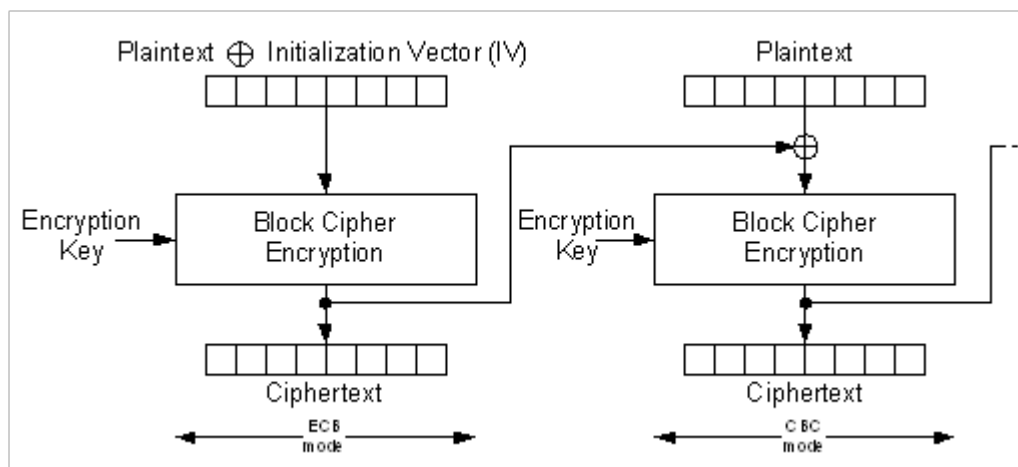 Plaintext ⊕ Initialization Vector (IV)
Plaintext
Encryption
Key
Block Cipher
Encryption
Encryption
Key
Block Cipher
Encryption
Ciphertext
Ciphertext
ECB
mode
CBC
mode